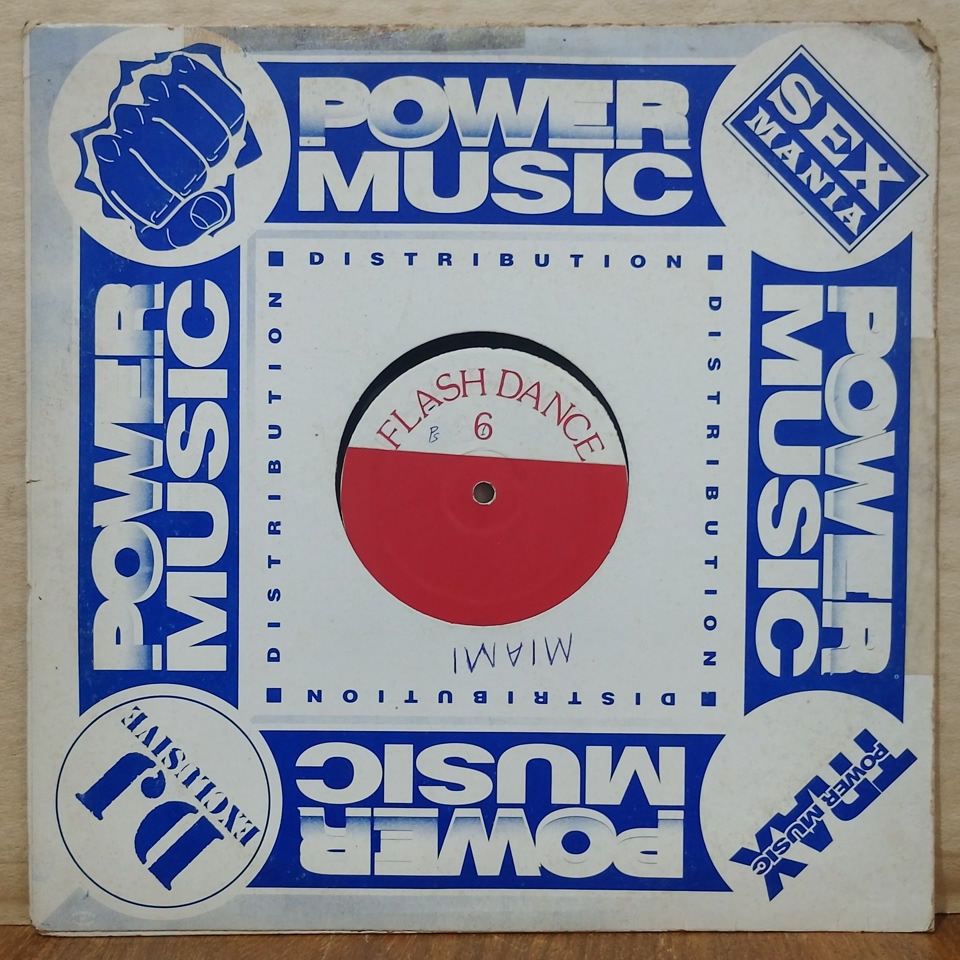 POWER
MUSIC
SEX
MANIA
DISTRIBUTION
POWER
MUSIC
DISTRIBUTION
FLASH DANCE
6
DISTRIBUTION
POWER
MUSIC
MIAMI
DISTRIBUTION
DJ
EXCLUSIVE
POWER
MUSIC
TRAX
POWER MUSIC